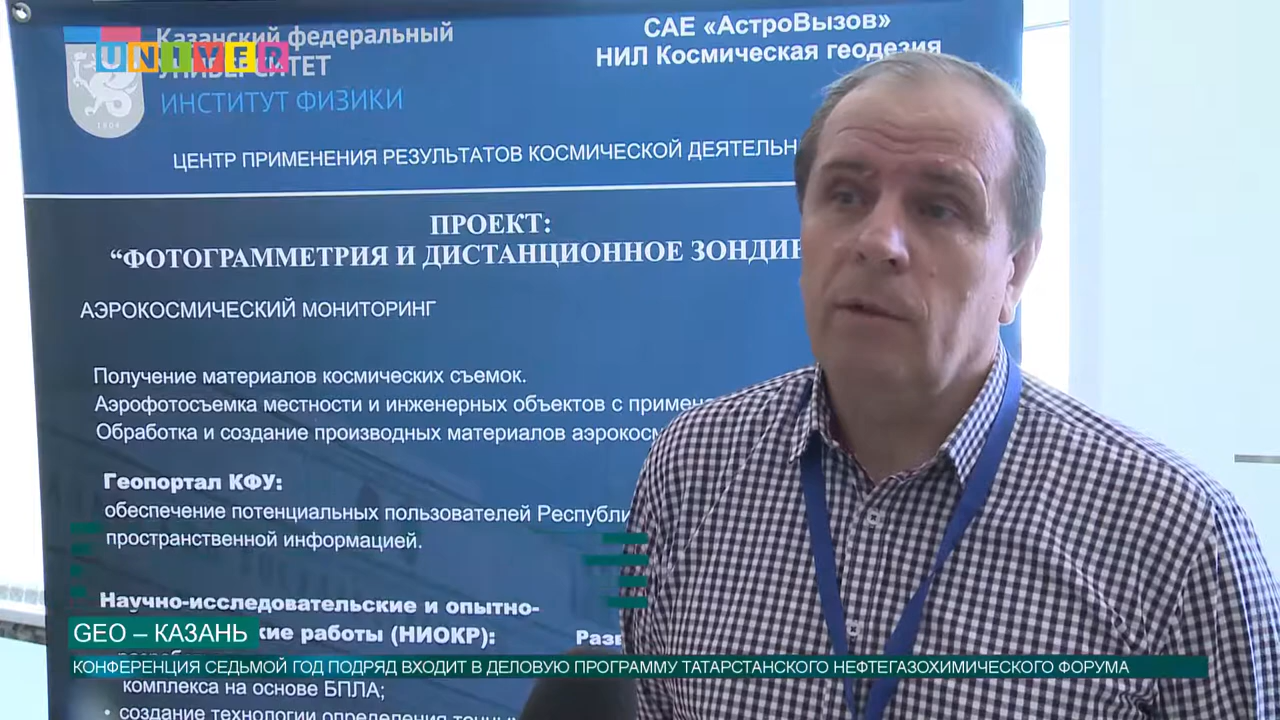 Казанский федеральный
UNIVER
УНИВЕРСИТЕТ
ИНСТИТУТ ФИЗИКИ
1804
САЕ «АстроВызов»
НИЛ Космическая геодезия
ЦЕНТР ПРИМЕНЕНИЯ РЕЗУЛЬТАТОВ КОСМИЧЕСКОЙ ДЕЯТЕЛЬН
ПРОЕКТ:
“ФОТОГРАММЕТРИЯ И ДИСТАНЦИОННОЕ ЗОНДИ
АЭРОКОСМИЧЕСКИЙ МОНИТОРИНГ
Получение материалов космических съемок.
Аэрофотосъемка местности и инженерных объектов с примен
Обработка и создание производных материалов аэрокосм
Геопортал КФУ:
обеспечение потенциальных пользователей Республи
пространственной информацией.
Научно-исследовательские и опытно-
кие работы (НИОКР):
Разв
GEO – КАЗАНЬ
КОНФЕРЕНЦИЯ СЕДЬМОЙ ГОД ПОДРЯД ВХОДИТ В ДЕЛОВУЮ ПРОГРАММУ ТАТАРСТАНСКОГО НЕФТЕГАЗОХИМИЧЕСКОГО ФОРУМА
комплекса на основе БПЛА;
• создание технологии определения точны